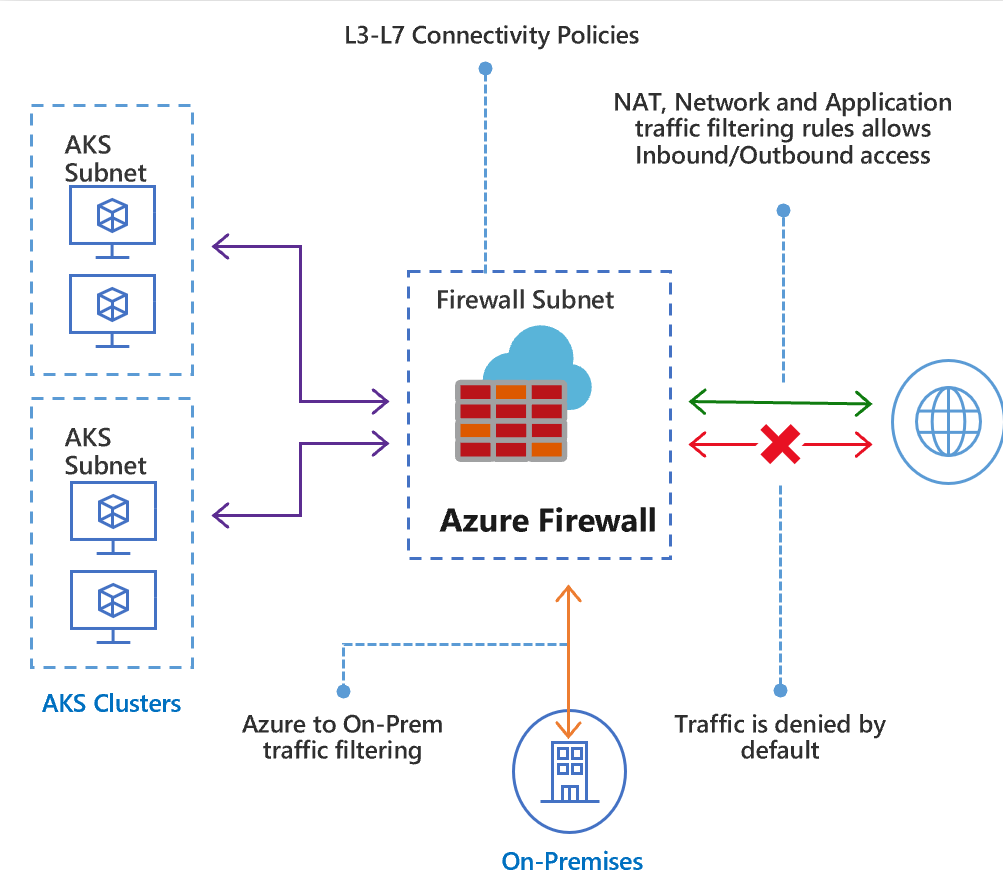 L3-L7 Connectivity Policies
NAT, Network and Application
traffic filtering rules allows
Inbound/Outbound access
AKS
Subnet
Firewall Subnet
Azure Firewall
AKS
Subnet
AKS Clusters
Azure to On-Prem
traffic filtering
Traffic is denied by
default
On-Premises